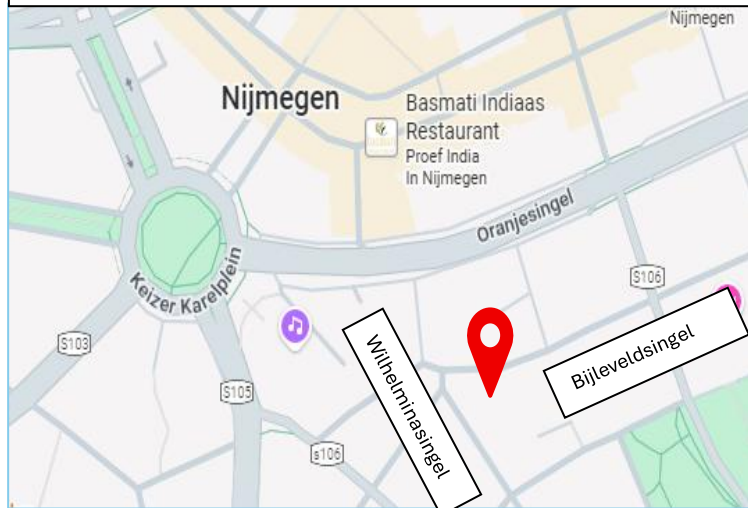 Nijmegen
Nijmegen
Basmati Indiaas
Restaurant
Proef India
In Nijmegen
Oranjesingel
Keizer Karelplein
S106
S103
Wilhelminasingel
Bijleveldsingel
S105
s106